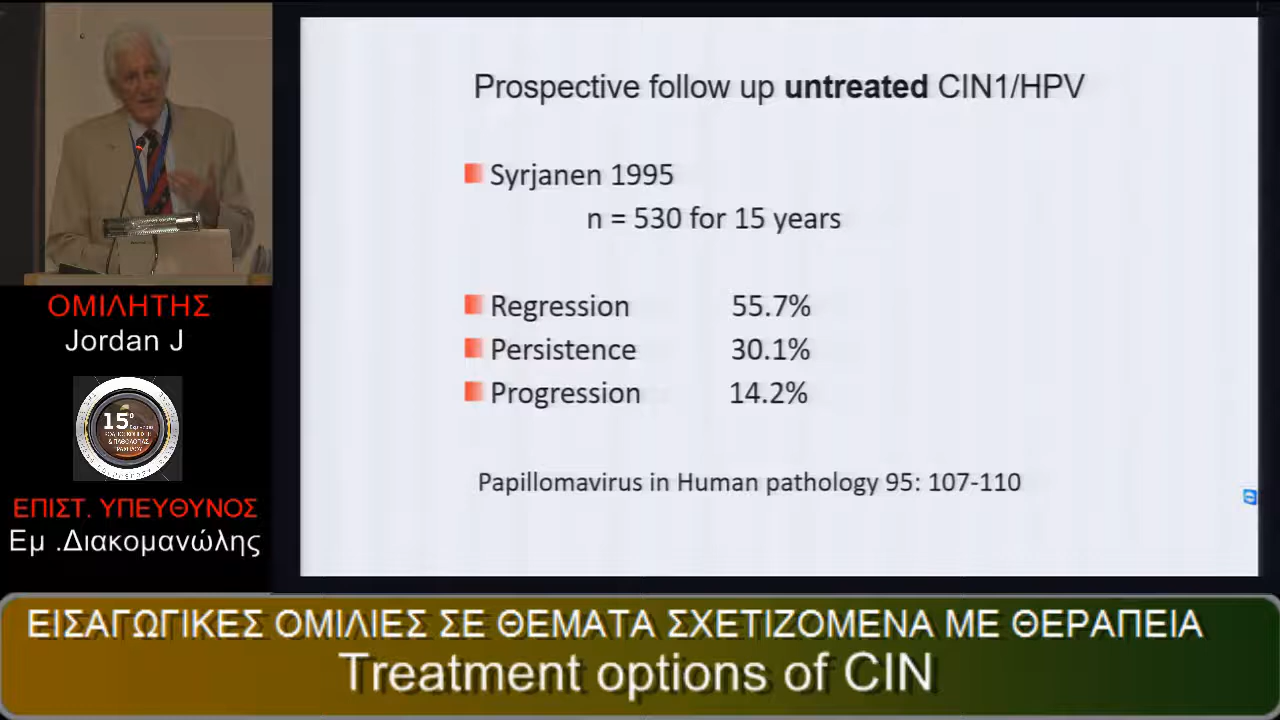 Prospective follow up untreated CIN1/HPV
Syrjanen 1995
n = 530 for 15 years
Regression 55.7%
Persistence 30.1%
Progression 14.2%
Papillomavirus in Human pathology 95: 107-110
ΟΜΙΛΗΤΗΣ
Jordan J
15º
ΕΠΙΣΤ. ΥΠΕΥΘΥΝΟΣ
Εμ .Διακομανώλης
ΕΙΣΑΓΩΓΙΚΕΣ ΟΜΙΛΙΕΣ ΣΕ ΘΕΜΑΤΑ ΣΧΕΤΙΖΟΜΕΝΑ ΜΕ ΘΕΡΑΠΕΙΑ
Treatment options of CIN